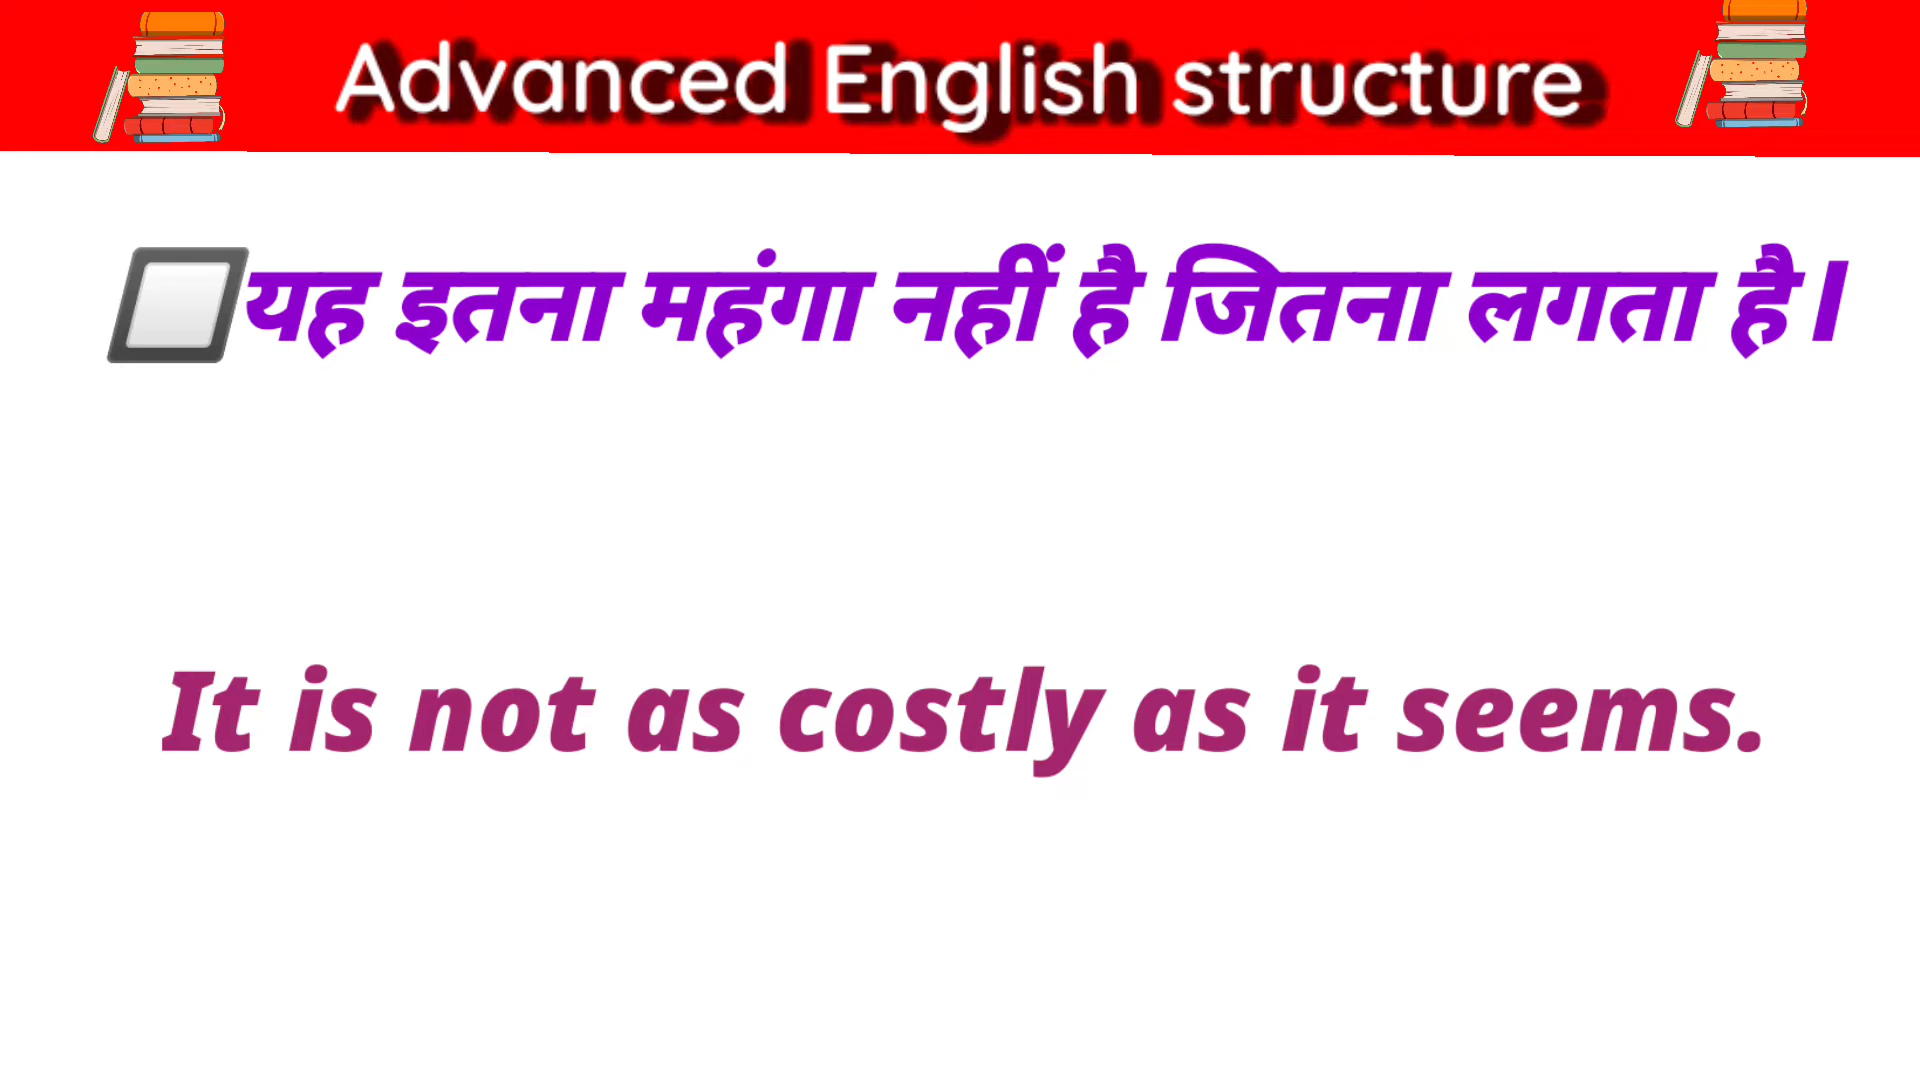 Advanced English structure
यह इतना महंगा नहीं है जितना लगता है।
It is not as costly as it seems.